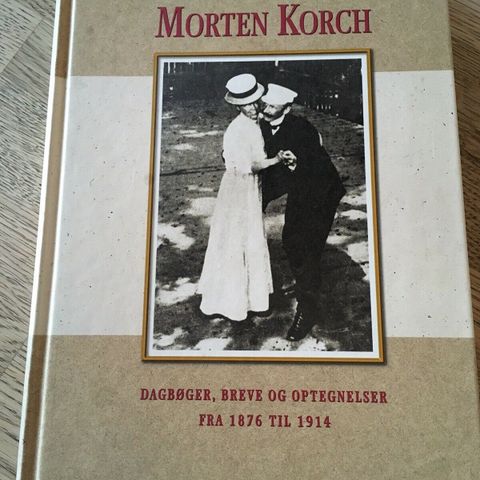 MORTEN KORCH
DAGBØGER, BREVE OG OPTEGNELSER
FRA 1876 TIL 1914